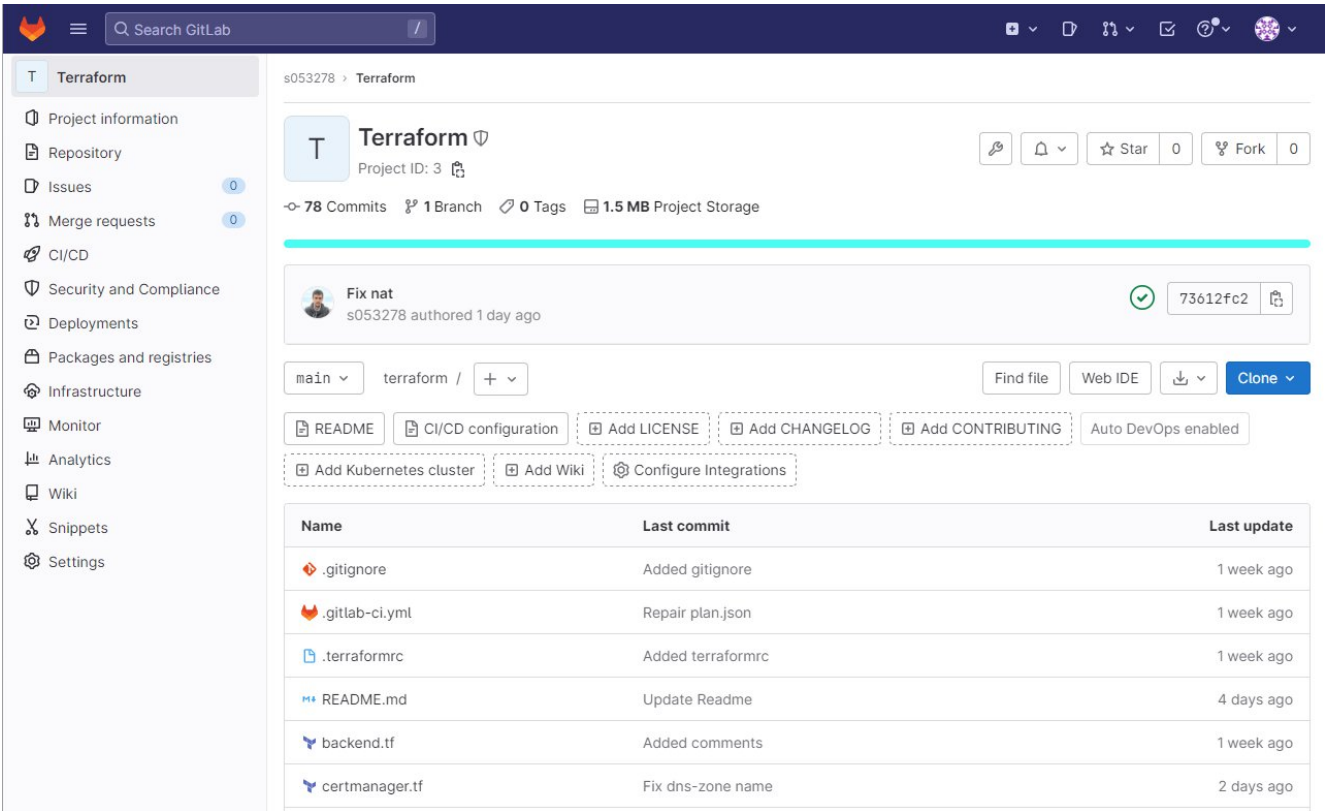 Search GitLab /
T Terraform
Project information
Repository
Issues 0
Merge requests 0
CI/CD
Security and Compliance
Deployments
Packages and registries
Infrastructure
Monitor
Analytics
Wiki
Snippets
Settings
s053278 › Terraform
T
Terraform
Project ID: 3
Star 0 Fork 0
78 Commits 1 Branch 0 Tags 1.5 MB Project Storage
Fix nat
s053278 authored 1 day ago
73612fc2
main terraform / +
Find file Web IDE Clone
README CI/CD configuration Add LICENSE Add CHANGELOG Add CONTRIBUTING Auto DevOps enabled
Add Kubernetes cluster Add Wiki Configure Integrations
Name Last commit Last update
.gitignore Added gitignore 1 week ago
.gitlab-ci.yml Repair plan.json 1 week ago
.terraformrc Added terraformrc 1 week ago
README.md Update Readme 4 days ago
backend.tf Added comments 1 week ago
certmanager.tf Fix dns-zone name 2 days ago